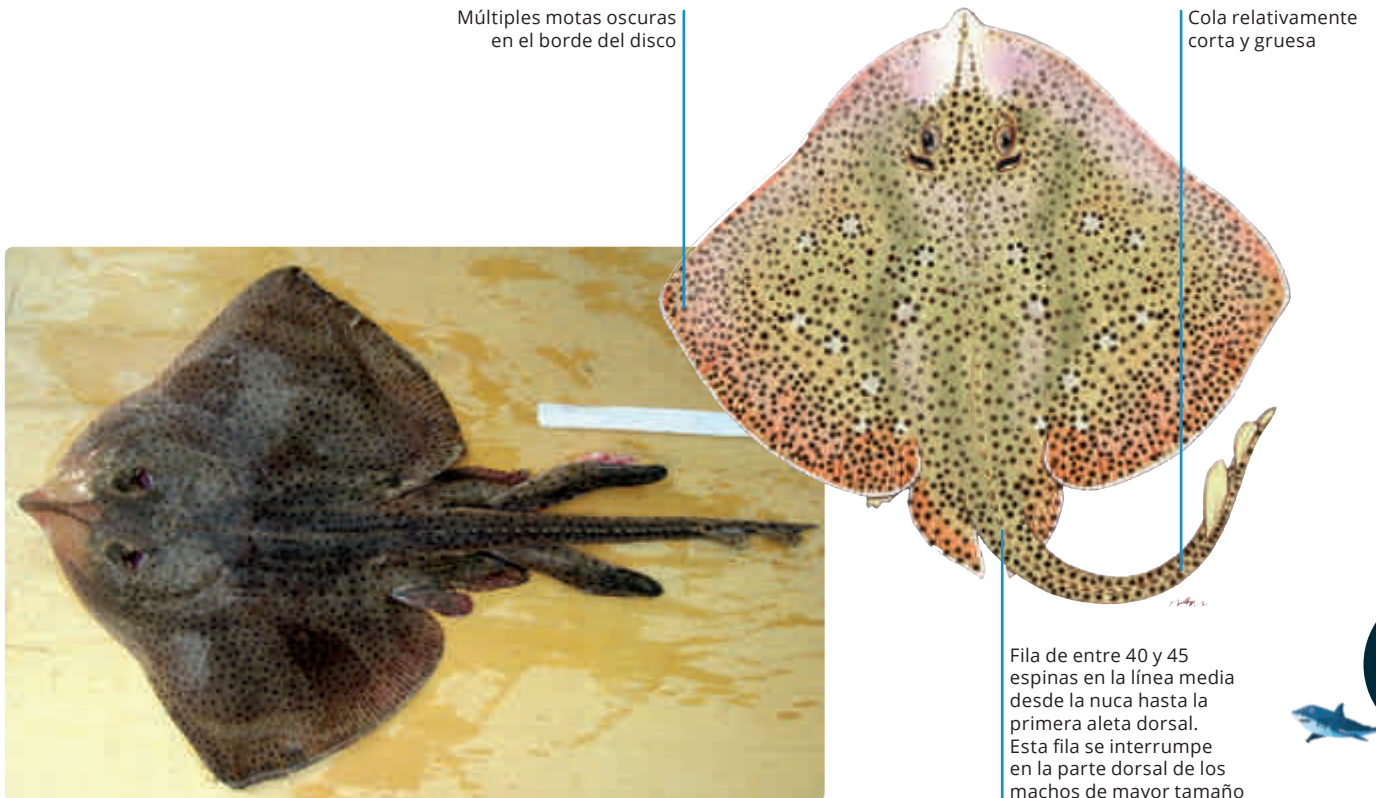 Múltiples motas oscuras
en el borde del disco
Cola relativamente
corta y gruesa
Fila de entre 40 y 45
espinas en la línea media
desde la nuca hasta la
primera aleta dorsal.
Esta fila se interrumpe
en la parte dorsal de los
machos de mayor tamaño